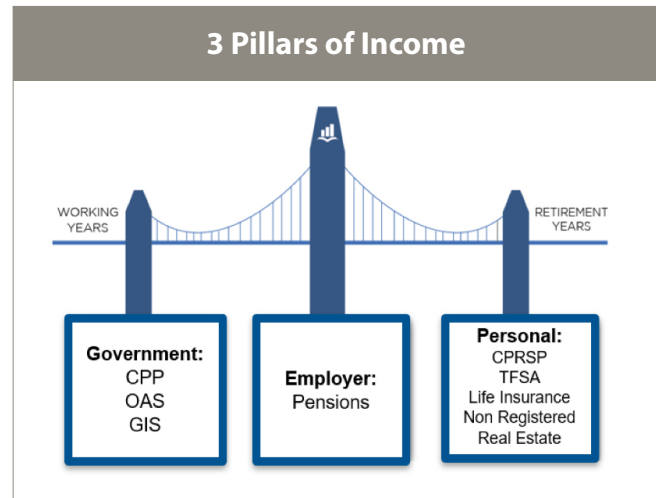 3 Pillars of Income
WORKING
YEARS
RETIREMENT
YEARS
Government:
CPP
OAS
GIS
Employer:
Pensions
Personal:
CPRSP
TFSA
Life Insurance
Non Registered
Real Estate